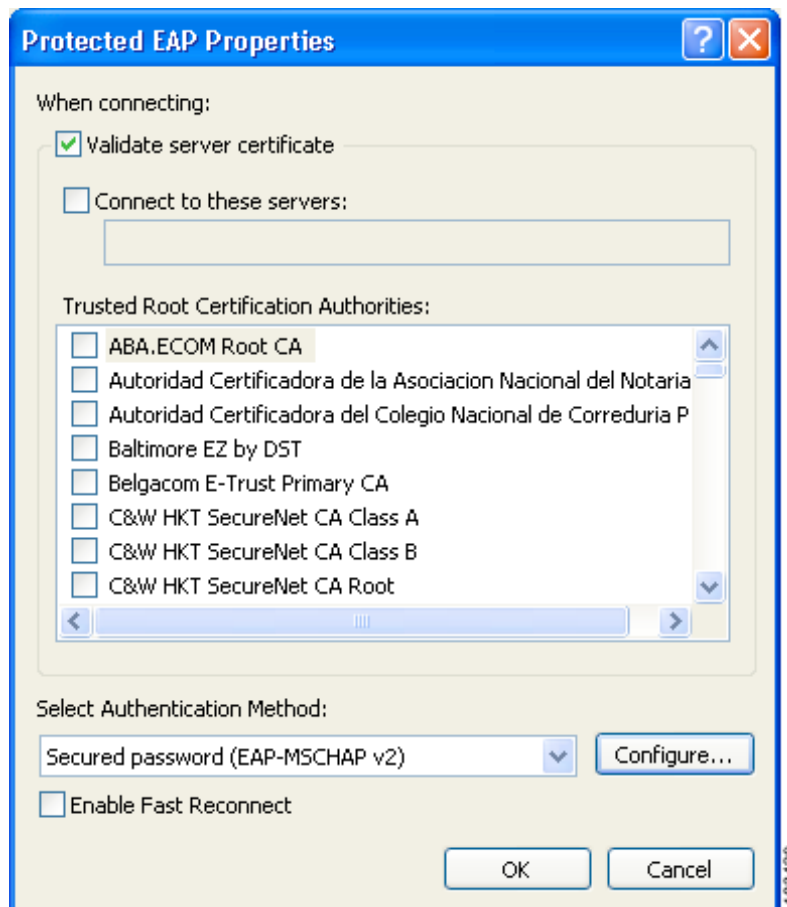 Protected EAP Properties
When connecting:
Validate server certificate
Connect to these servers:
Trusted Root Certification Authorities:
ABA.ECOM Root CA
Autoridad Certificadora de la Asociacion Nacional del Notaria
Autoridad Certificadora del Colegio Nacional de Correduria P
Baltimore EZ by DST
Belgacom E-Trust Primary CA
C&W HKT SecureNet CA Class A
C&W HKT SecureNet CA Class B
C&W HKT SecureNet CA Root
Select Authentication Method:
Secured password (EAP-MSCHAP v2)
Configure...
Enable Fast Reconnect
OK
Cancel